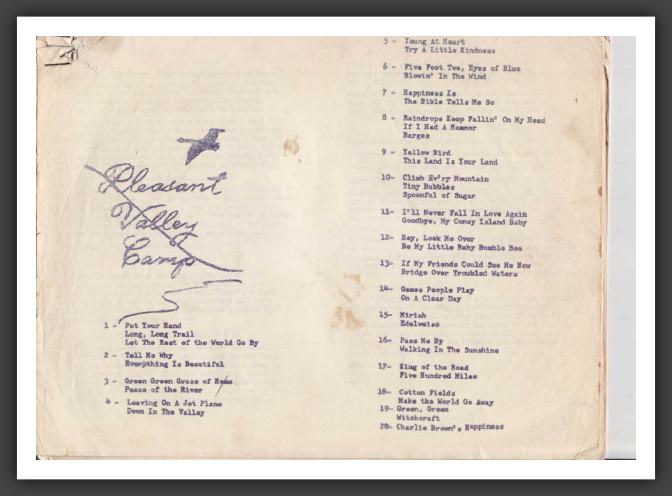 Pleasant
Valley
Camp
1 - Put Your Hand
Long, Long Trail
Let The Rest of the World Go By
2 - Tell Me Why
Everything Is Beautiful
3 - Green Green Grass of Home
Peace of the River
4 - Leaving On A Jet Plane
Down In The Valley
5 - Young At Heart
Try A Little Kindness
6 - Five Foot Two, Eyes of Blue
Blowin' In The Wind
7 - Happiness Is
The Bible Tells Me So
8 - Raindrops Keep Fallin' On My Head
If I Had A Hammer
Barges
9 - Yellow Bird
This Land Is Your Land
10- Climb Ev'ry Mountain
Tiny Bubbles
Spoonful of Sugar
11- I'll Never Fall In Love Again
Goodbye, My Coney Island Baby
12- Hey, Look Me Over
Be My Little Baby Bumble Bee
13- If My Friends Could See Me Now
Bridge Over Troubled Waters
14- Games People Play
On A Clear Day
15- Miriah
Edelweiss
16- Pass Me By
Walking In The Sunshine
17- King of the Road
Five Hundred Miles
18- Cotton Fields
Make the World Go Away
19- Green, Green
Witchcraft
20- Charlie Brown's Happiness